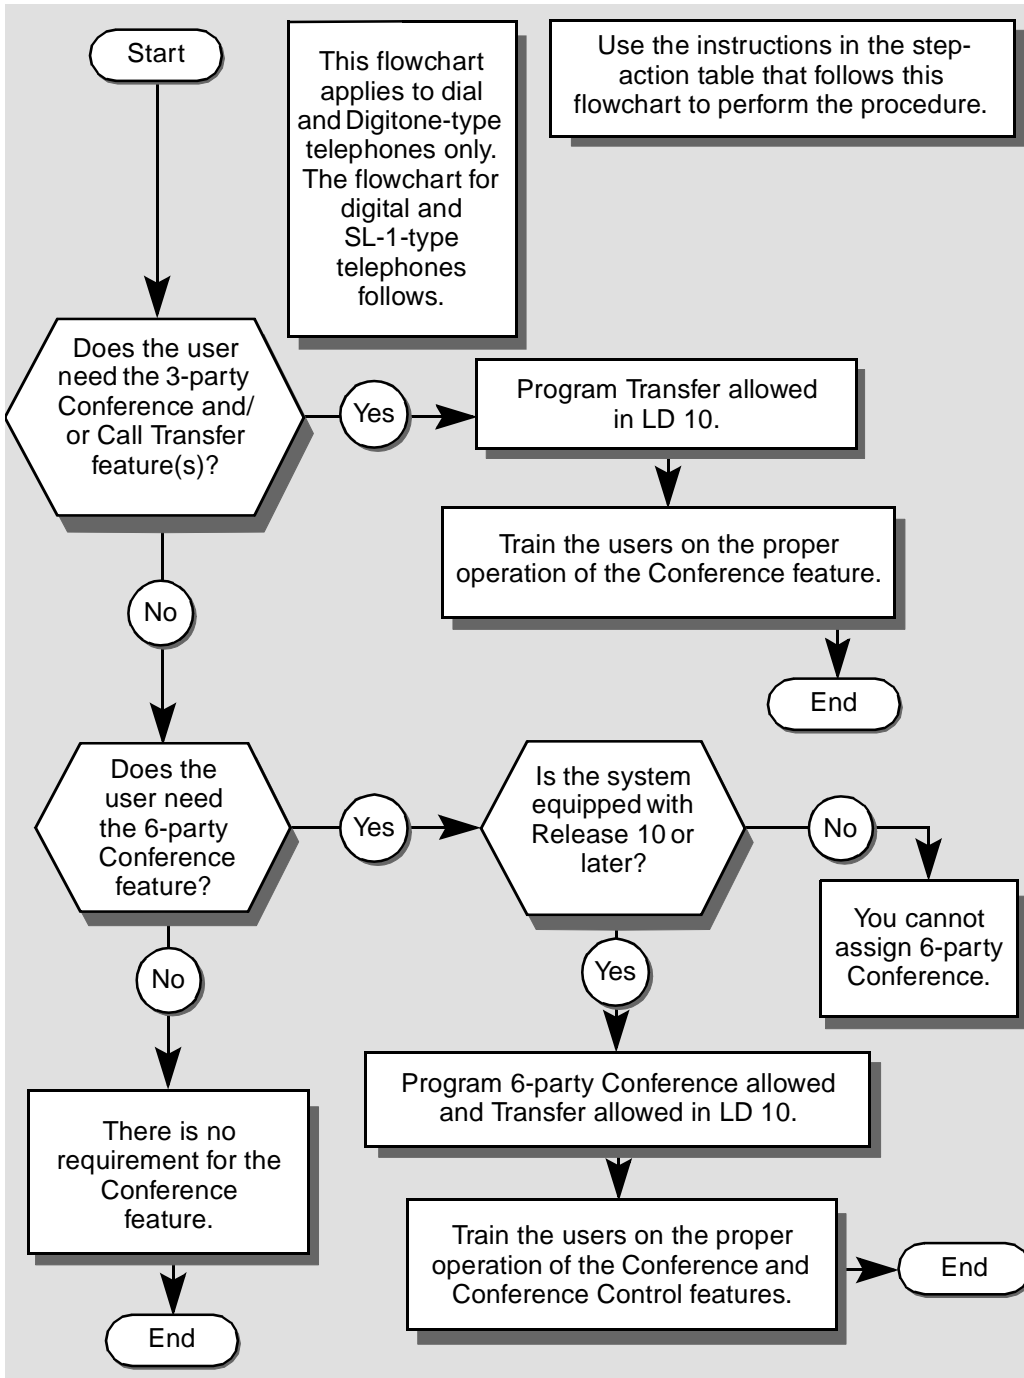 Start
This flowchart
applies to dial
and Digitone-type
telephones only.
The flowchart for
digital and
SL-1-type
telephones
follows.
Use the instructions in the step-
action table that follows this
flowchart to perform the procedure.
Does the user
need the 3-party
Conference and/
or Call Transfer
feature(s)?
Yes
Program Transfer allowed
in LD 10.
Train the users on the proper
operation of the Conference feature.
End
No
Does the
user need
the 6-party
Conference
feature?
Yes
Is the system
equipped with
Release 10 or
later?
No
You cannot
assign 6-party
Conference.
Yes
Program 6-party Conference allowed
and Transfer allowed in LD 10.
Train the users on the proper
operation of the Conference and
Conference Control features.
End
No
There is no
requirement for the
Conference
feature.
End